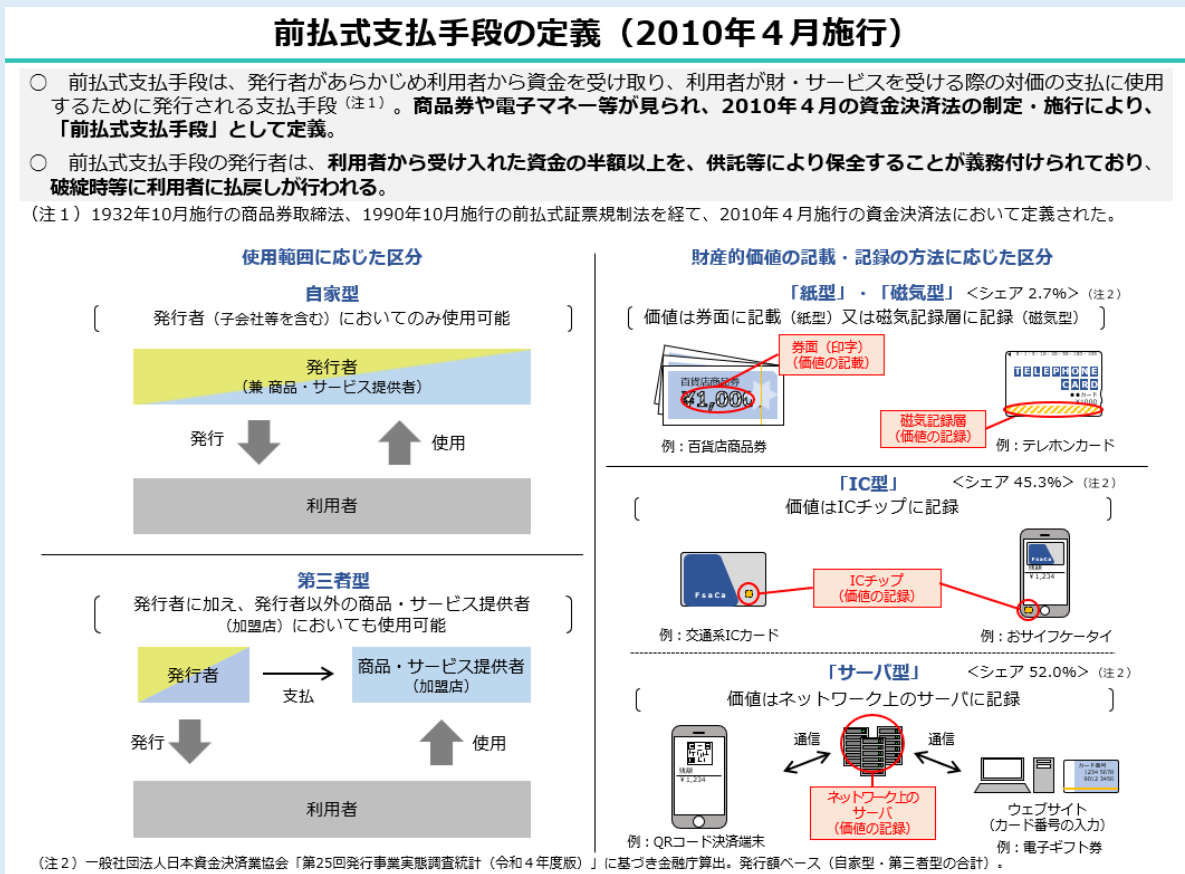 前払式支払手段の定義（2010年４月施行）
○　前払式支払手段は、発行者があらかじめ利用者から資金を受け取り、利用者が財・サービスを受ける際の対価の支払に使用
するために発行される支払手段（注１）。商品券や電子マネー等が見られ、2010年４月の資金決済法の制定・施行により、
「前払式支払手段」として定義。
○　前払式支払手段の発行者は、利用者から受け入れた資金の半額以上を、供託等により保全することが義務付けられており、
破綻時等に利用者に払戻しが行われる。
（注１）1932年10月施行の商品券取締法、1990年10月施行の前払式証票規制法を経て、2010年４月施行の資金決済法において定義された。
使用範囲に応じた区分
自家型
発行者（子会社等を含む）においてのみ使用可能
発行者
（兼 商品・サービス提供者）
発行
使用
利用者
第三者型
発行者に加え、発行者以外の商品・サービス提供者
（加盟店）においても使用可能
発行者
支払
商品・サービス提供者
（加盟店）
発行
使用
利用者
財産的価値の記載・記録の方法に応じた区分
「紙型」・「磁気型」 ＜シェア 2.7%＞（注２）
価値は券面に記載（紙型）又は磁気記録層に記録（磁気型）
券面（印字）
（価値の記載）
百貨店商品券
¥1,000
例：百貨店商品券
TELEPHONE
CARD
●●カード
¥1000
磁気記録層
（価値の記録）
例：テレホンカード
「IC型」 ＜シェア 45.3%＞（注２）
価値はICチップに記録
FsaCa
ICチップ
（価値の記録）
FsaCa
残額
¥1,234
例：交通系ICカード
例：おサイフケータイ
「サーバ型」 ＜シェア 52.0%＞（注２）
価値はネットワーク上のサーバに記録
残額
¥1,234
通信
通信
ネットワーク上の
サーバ
（価値の記録）
カード番号
1234 5678
9012 3456
ウェブサイト
（カード番号の入力）
例：QRコード決済端末
例：電子ギフト券
（注２）一般社団法人日本資金決済業協会「第25回発行事業実態調査統計（令和４年度版）」に基づき金融庁算出。発行額ベース（自家型・第三者型の合計）。